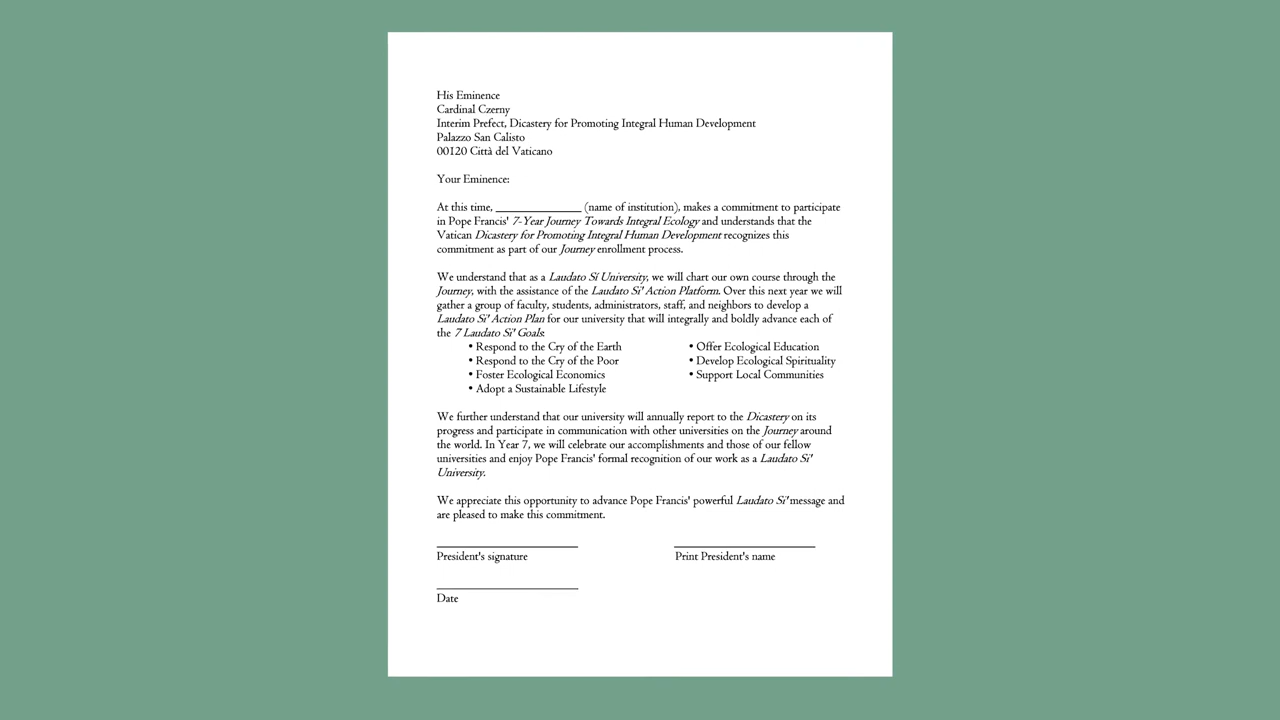 His Eminence
Cardinal Czerny
Interim Prefect, Dicastery for Promoting Integral Human Development
Palazzo San Calisto
00120 Città del Vaticano
Your Eminence:
At this time, ______________ (name of institution), makes a commitment to participate
in Pope Francis' 7-Year Journey Towards Integral Ecology and understands that the
Vatican Dicastery for Promoting Integral Human Development recognizes this
commitment as part of our Journey enrollment process.
We understand that as a Laudato Sí University, we will chart our own course through the
Journey, with the assistance of the Laudato Si' Action Platform. Over this next year we will
gather a group of faculty, students, administrators, staff, and neighbors to develop a
Laudato Si' Action Plan for our university that will integrally and boldly advance each of
the 7 Laudato Si' Goals:
• Respond to the Cry of the Earth
• Respond to the Cry of the Poor
• Foster Ecological Economics
• Adopt a Sustainable Lifestyle
• Offer Ecological Education
• Develop Ecological Spirituality
• Support Local Communities
We further understand that our university will annually report to the Dicastery on its
progress and participate in communication with other universities on the Journey around
the world. In Year 7, we will celebrate our accomplishments and those of our fellow
universities and enjoy Pope Francis' formal recognition of our work as a Laudato Si'
University.
We appreciate this opportunity to advance Pope Francis' powerful Laudato Si' message and
are pleased to make this commitment.
President's signature
Print President's name
Date